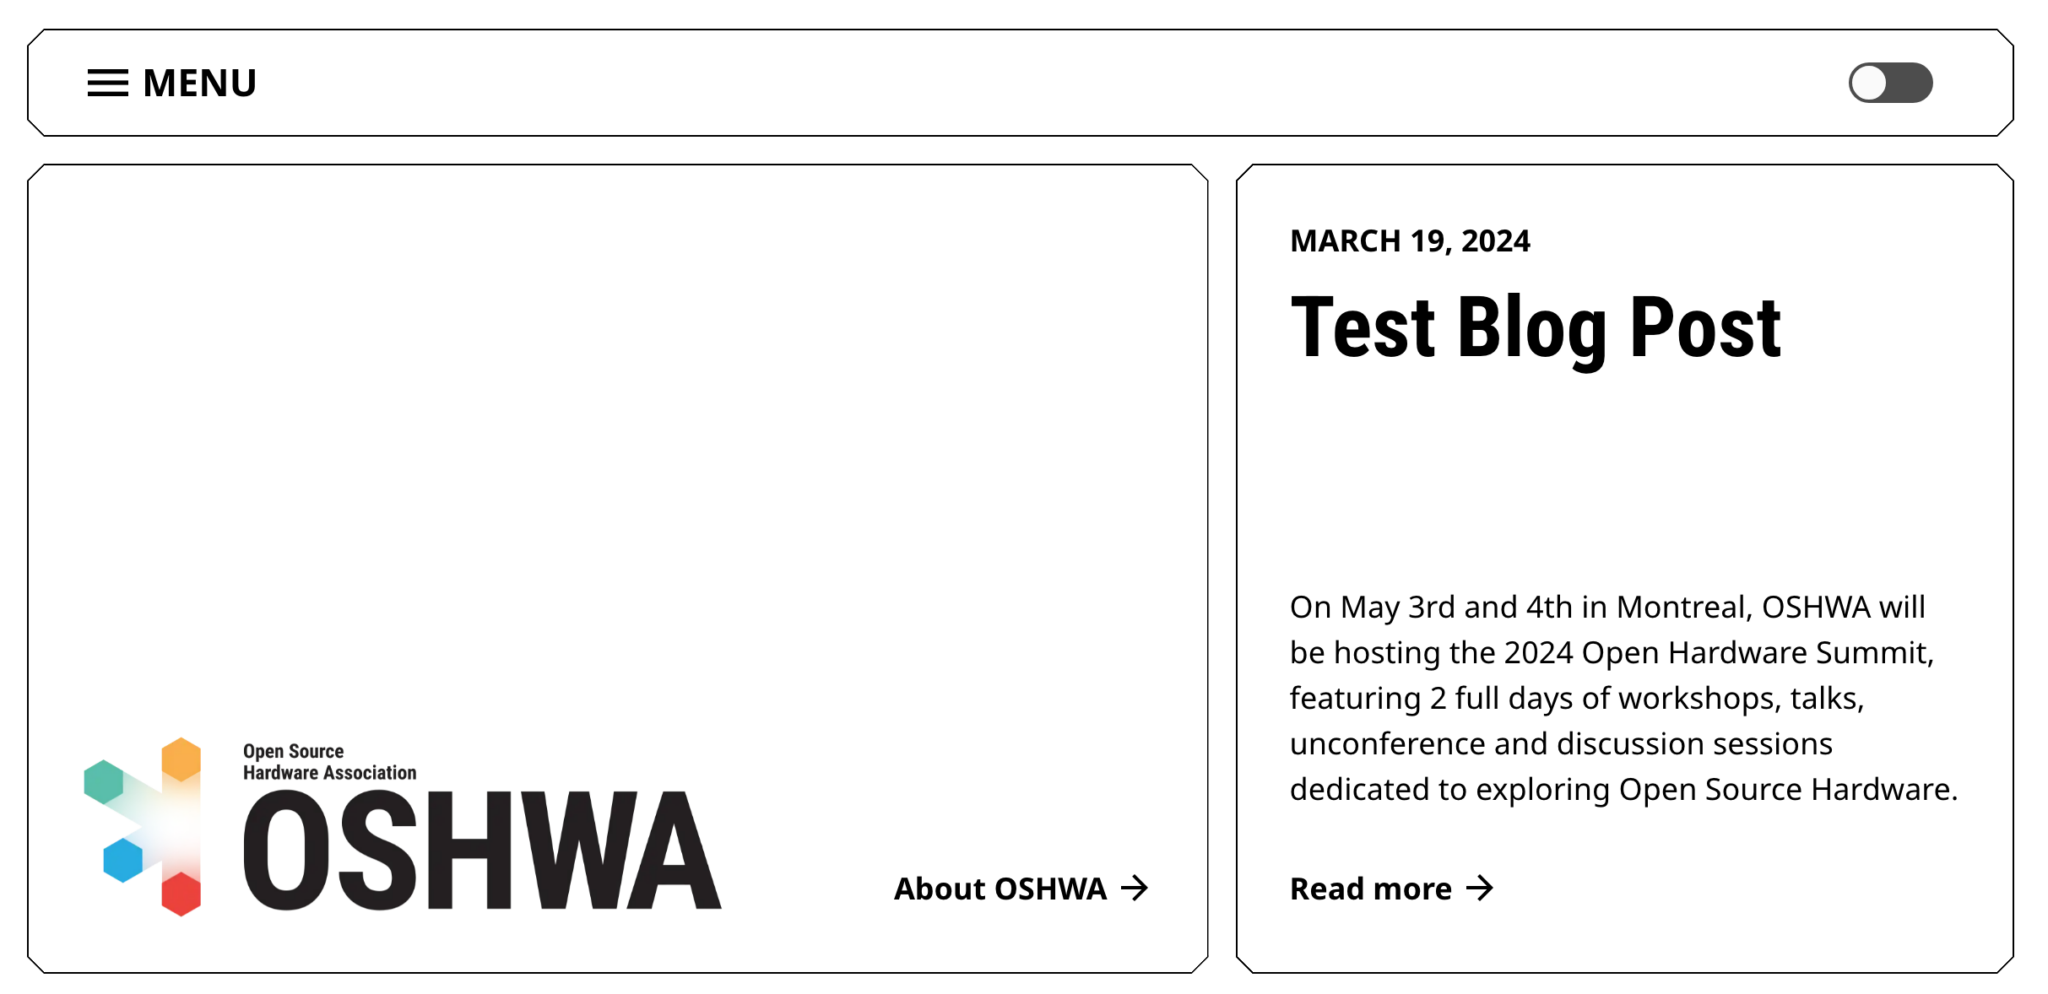 MENU
Open Source
Hardware Association
OSHWA
About OSHWA
MARCH 19, 2024
Test Blog Post
On May 3rd and 4th in Montreal, OSHWA will
be hosting the 2024 Open Hardware Summit,
featuring 2 full days of workshops, talks,
unconference and discussion sessions
dedicated to exploring Open Source Hardware.
Read more